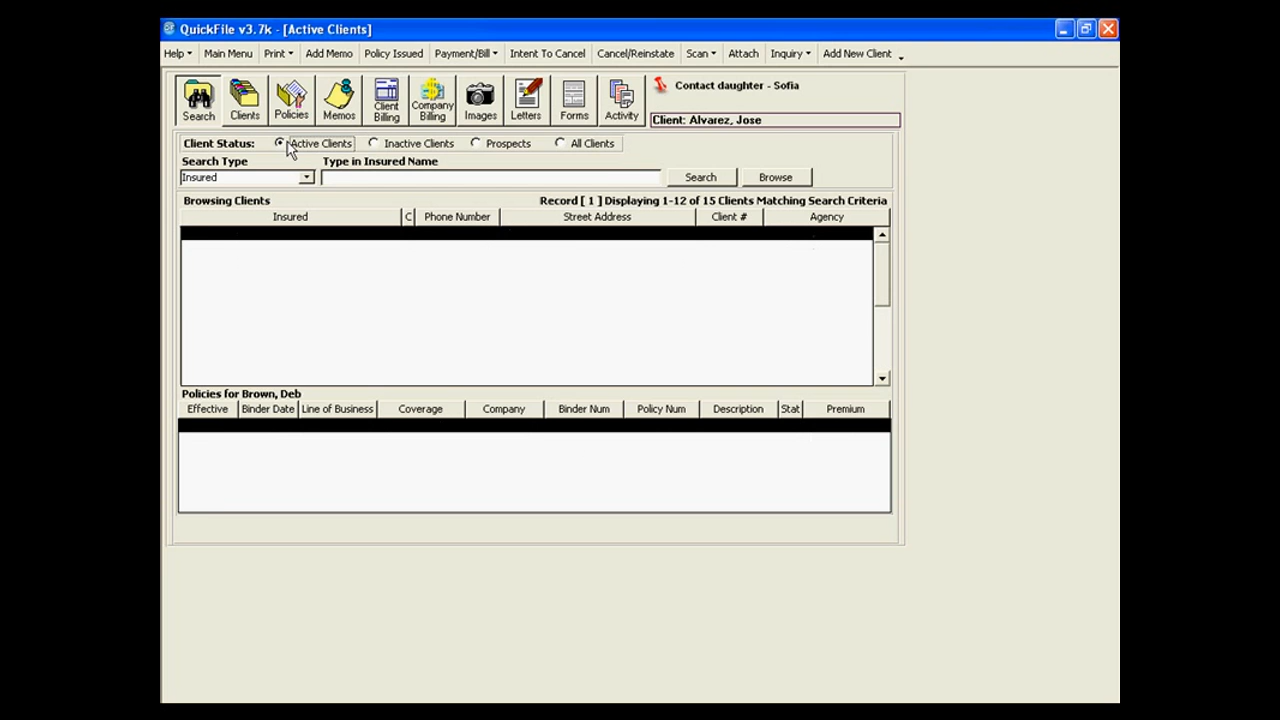 QuickFile v3.7k - [Active Clients]
Help Main Menu Print Add Memo Policy Issued Payment/Bill Intent To Cancel Cancel/Reinstate Scan Attach Inquiry Add New Client
Search Clients Policies Memos Client Billing Company Billing Images Letters Forms Activity
Contact daughter - Sofia
Client: Alvarez, Jose
Client Status: Active Clients Inactive Clients Prospects All Clients
Search Type Type in Insured Name
Insured Search Browse
Browsing Clients Record [ 1 ] Displaying 1-12 of 15 Clients Matching Search Criteria
Insured C Phone Number Street Address Client # Agency
Policies for Brown, Deb
Effective Binder Date Line of Business Coverage Company Binder Num Policy Num Description Stat Premium